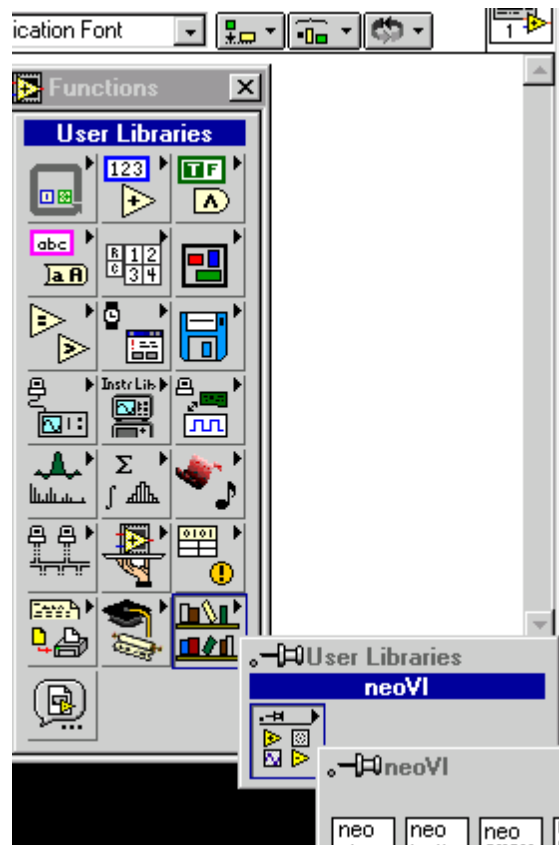 ication Font
1
Functions
User Libraries
123
T F
abc
R 1 2
C 3 4
a A
Instr Lib
0101
User Libraries
neoVI
neoVI
neo neo neo